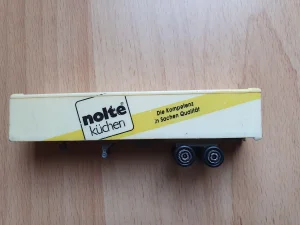 nolte®
küchen
Die Kompetenz
in Sachen Qualität